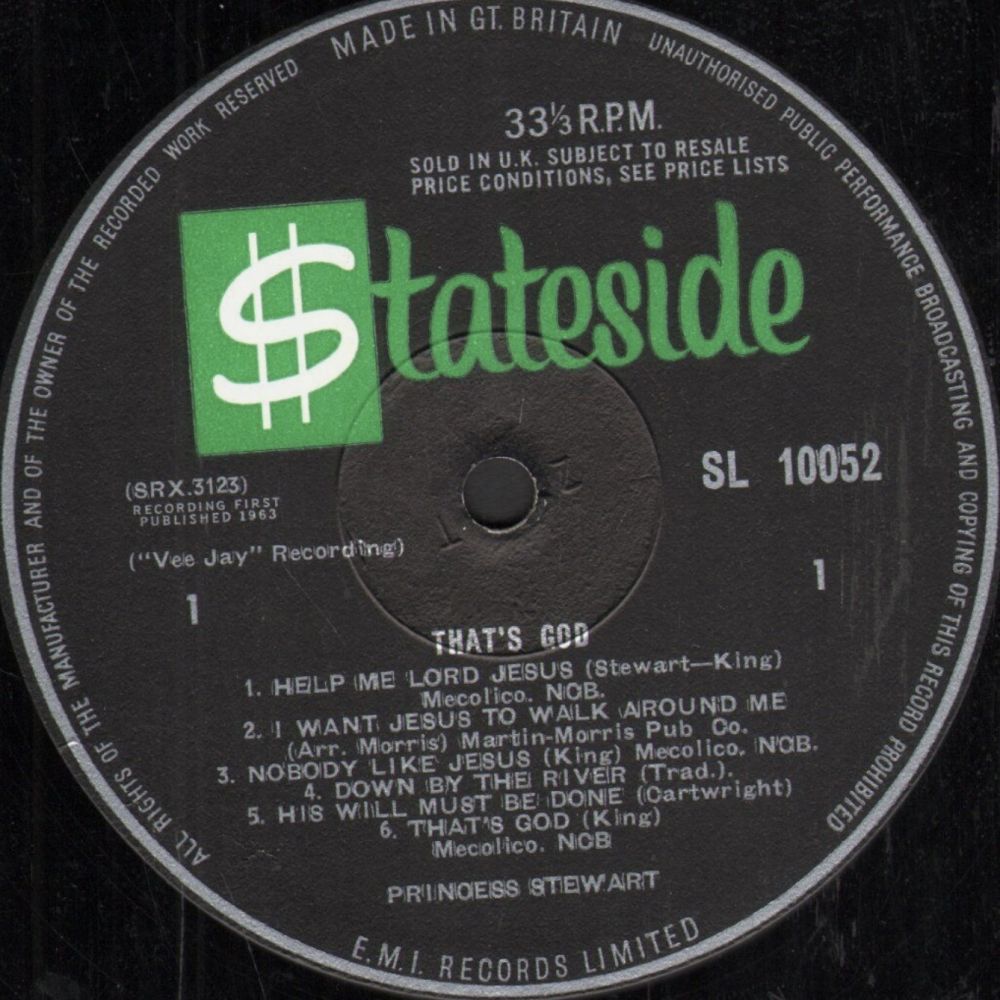 MADE IN GT. BRITAIN
UNAUTHORISED PUBLIC PERFORMANCE BROADCASTING AND COPYING OF THIS RECORD PROHIBITED
ALL RIGHTS OF THE MANUFACTURER AND OF THE OWNER OF THE RECORDED WORK RESERVED
33⅓ R.P.M.
SOLD IN U.K. SUBJECT TO RESALE
PRICE CONDITIONS, SEE PRICE LISTS
$tateside
SL 10052
(SRX.3123)
RECORDING FIRST
PUBLISHED 1963
("Vee Jay" Recording)
1
1
THAT'S GOD
1. HELP ME LORD JESUS (Stewart—King)
Mecolico. NCB.
2. I WANT JESUS TO WALK AROUND ME
(Arr. Morris) Martin-Morris Pub Co.
3. NOBODY LIKE JESUS (King) Mecolico. NCB.
4. DOWN BY THE RIVER (Trad.).
5. HIS WILL MUST BE DONE (Cartwright)
6. THAT'S GOD (King)
Mecolico. NCB
PRINCESS STEWART
E.M.I. RECORDS LIMITED